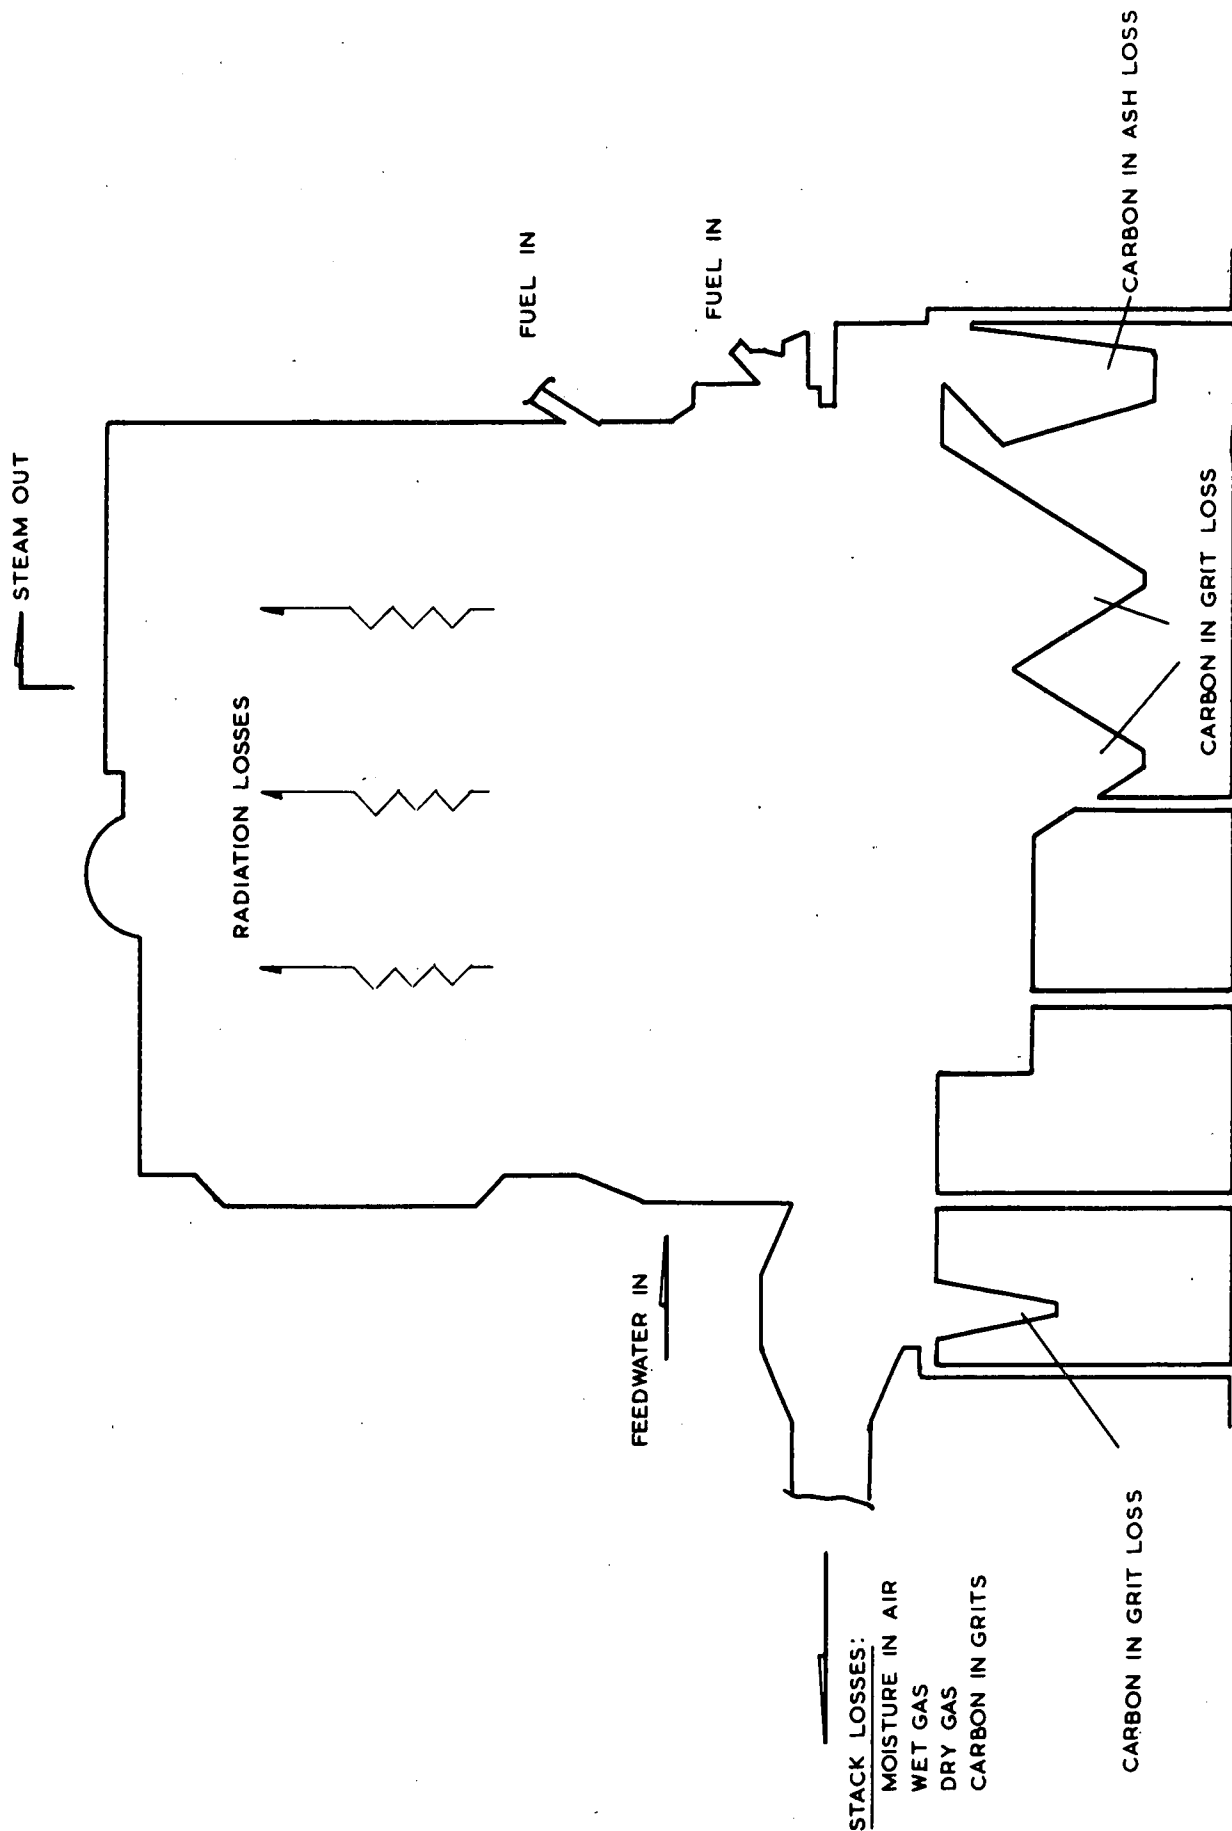 STEAM OUT
RADIATION LOSSES
FUEL IN
FUEL IN
FEEDWATER IN
STACK LOSSES:
MOISTURE IN AIR
WET GAS
DRY GAS
CARBON IN GRITS
CARBON IN GRIT LOSS
CARBON IN GRIT LOSS
CARBON IN ASH LOSS